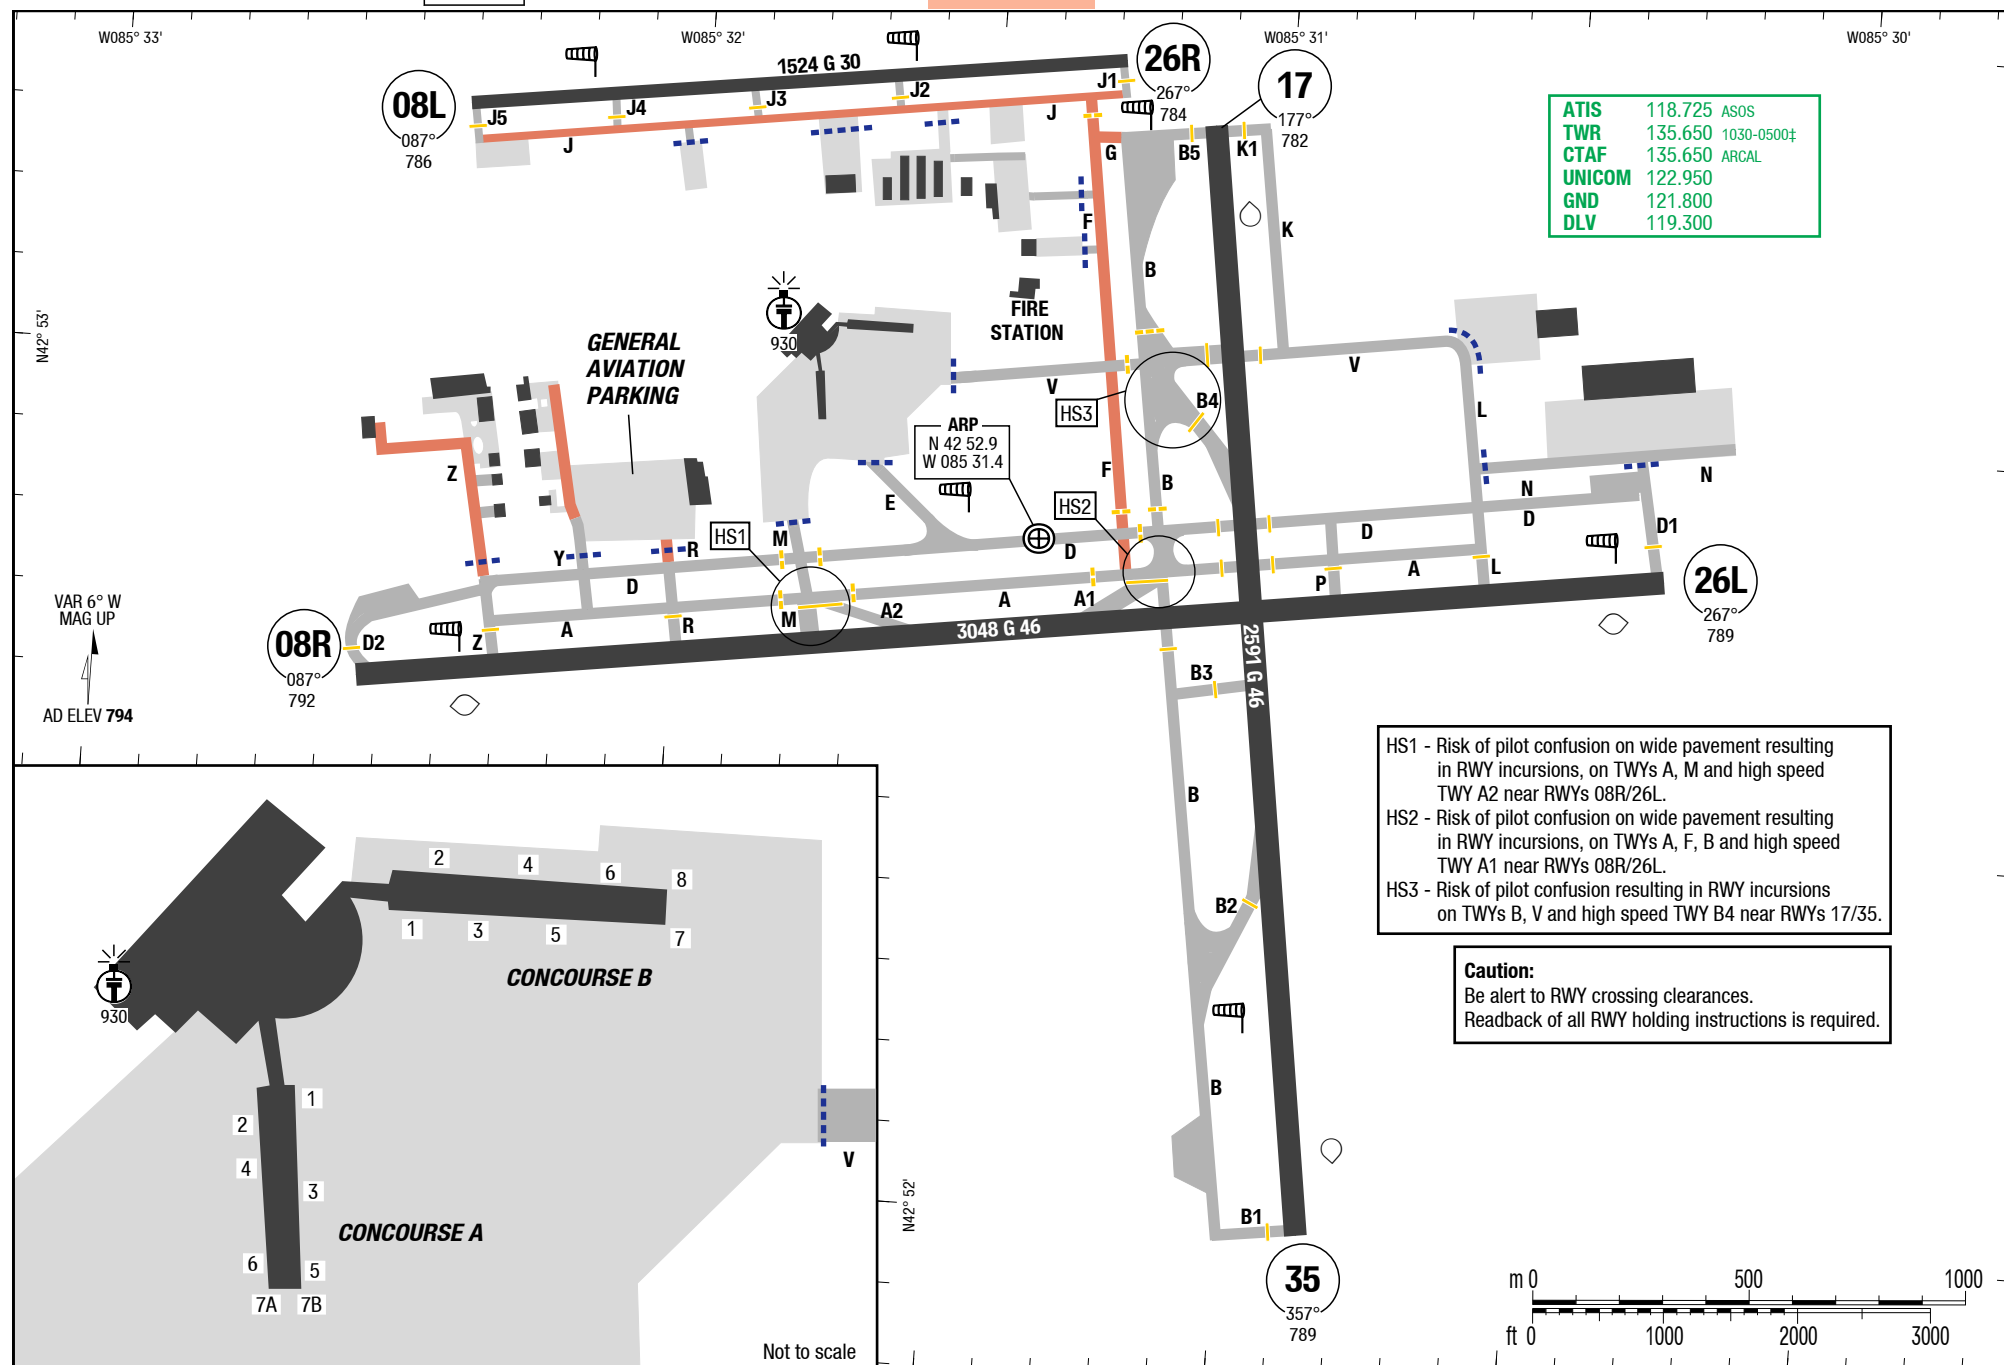 W085° 33'
W085° 32'
W085° 31'
W085° 30'
1524 G 30
08L
087°
786
26R
267°
784
17
177°
782
J5
J4
J3
J2
J1
J
J
G
B5
K1
ATIS 118.725 ASOS
TWR 135.650 1030-0500‡
CTAF 135.650 ARCAL
UNICOM 122.950
GND 121.800
DLV 119.300
F
K
B
N42° 53'
930
FIRE
STATION
GENERAL
AVIATION
PARKING
V
V
HS3
B4
L
ARP
N 42 52.9
W 085 31.4
Z
E
F
B
N
N
HS1
HS2
M
D
D
D
D1
Y
R
D
P
A
L
26L
267°
789
VAR 6° W
MAG UP
AD ELEV 794
08R
087°
792
D2
Z
A
R
M
A2
A
A1
3048 G 46
2591 G 46
B3
B
B2
B
B1
35
357°
789
HS1 - Risk of pilot confusion on wide pavement resulting
in RWY incursions, on TWYs A, M and high speed
TWY A2 near RWYs 08R/26L.
HS2 - Risk of pilot confusion on wide pavement resulting
in RWY incursions, on TWYs A, F, B and high speed
TWY A1 near RWYs 08R/26L.
HS3 - Risk of pilot confusion resulting in RWY incursions
on TWYs B, V and high speed TWY B4 near RWYs 17/35.
Caution:
Be alert to RWY crossing clearances.
Readback of all RWY holding instructions is required.
2
4
6
8
1
3
5
7
CONCOURSE B
930
1
2
4
3
CONCOURSE A
6
5
7A
7B
V
N42° 52'
Not to scale
m 0 500 1000
ft 0 1000 2000 3000